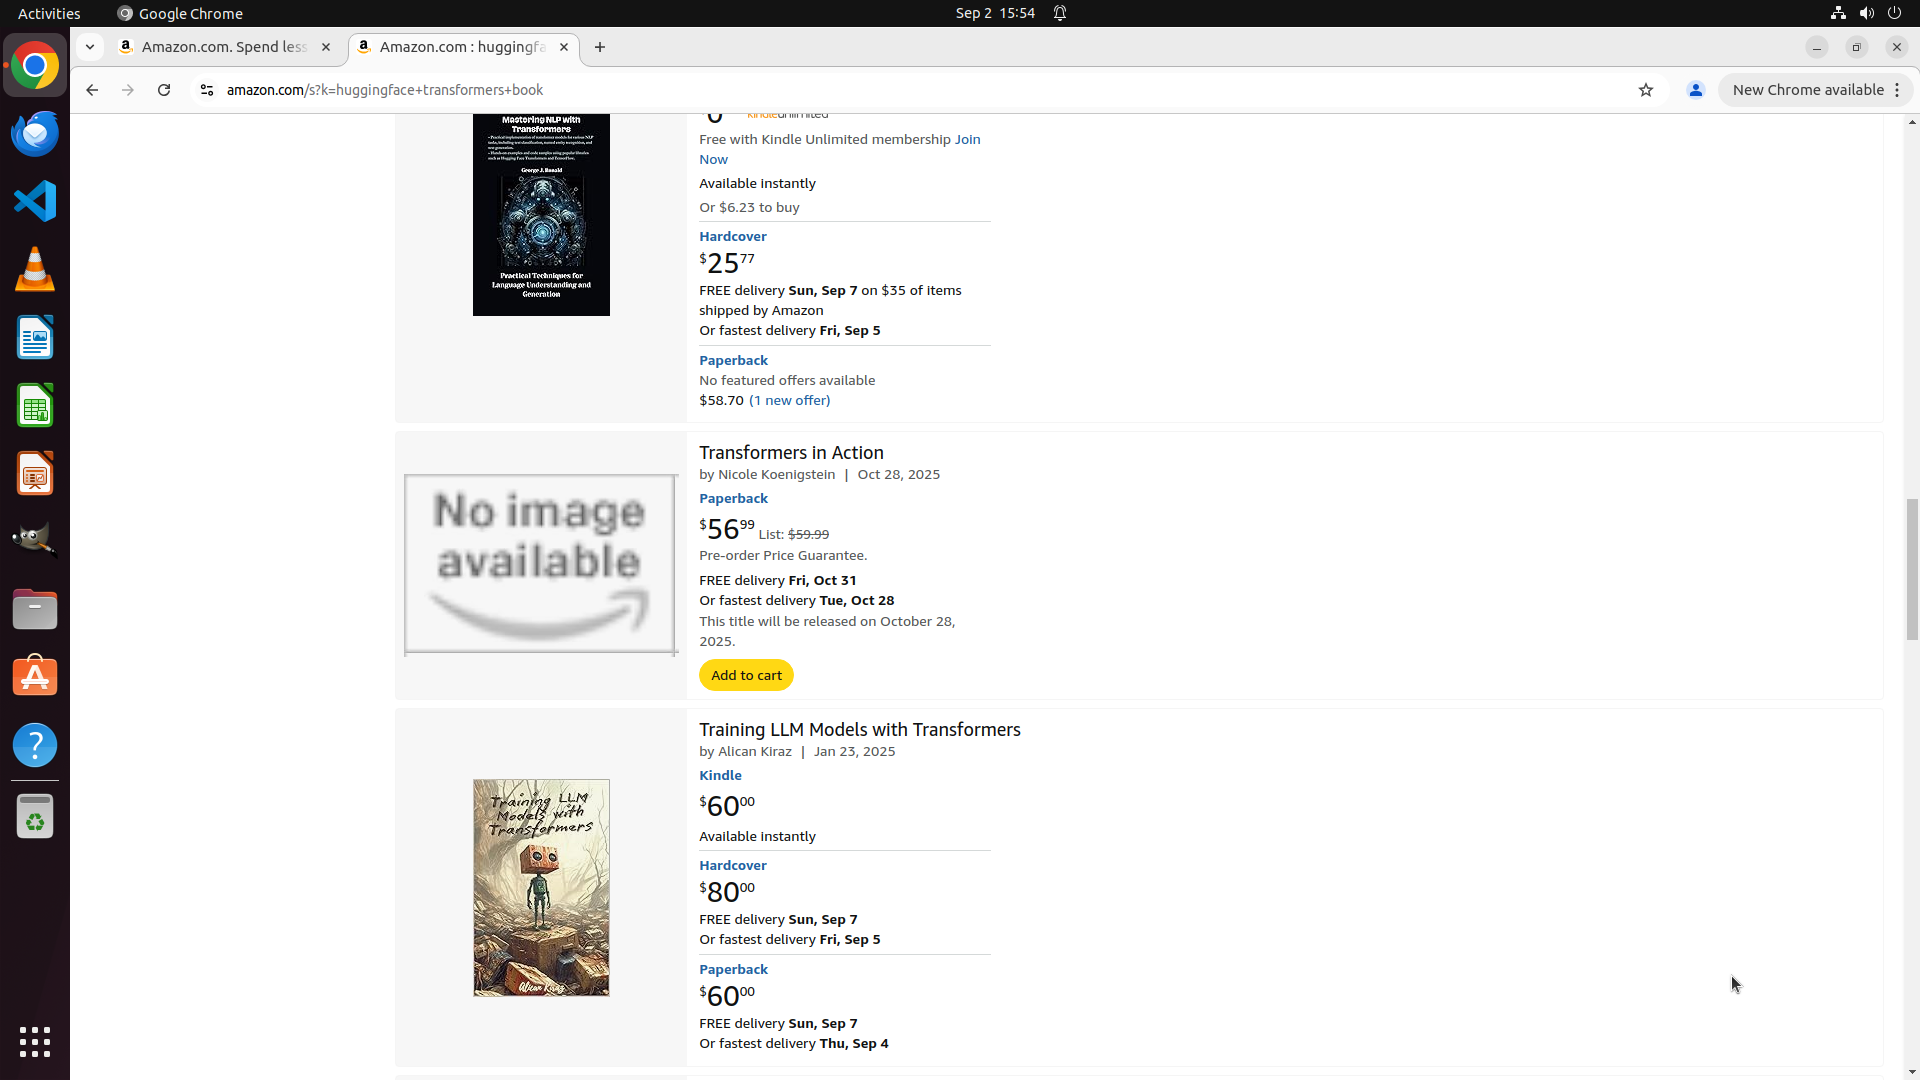 Activities
Google Chrome
Sep 2 15:54
Amazon.com. Spend less
Amazon.com : huggingfa
amazon.com/s?k=huggingface+transformers+book
New Chrome available
Mastering NLP with
Transformers
George J. Ronald
Practical Techniques for
Language Understanding and
Generation
Free with Kindle Unlimited membership Join
Now
Available instantly
Or $6.23 to buy
Hardcover
$25 77
FREE delivery Sun, Sep 7 on $35 of items
shipped by Amazon
Or fastest delivery Fri, Sep 5
Paperback
No featured offers available
$58.70 (1 new offer)
No image
available
Transformers in Action
by Nicole Koenigstein | Oct 28, 2025
Paperback
$56 99 List: $59.99
Pre-order Price Guarantee.
FREE delivery Fri, Oct 31
Or fastest delivery Tue, Oct 28
This title will be released on October 28,
2025.
Add to cart
Training LLM
Models with
Transformers
Alican Kiraz
Training LLM Models with Transformers
by Alican Kiraz | Jan 23, 2025
Kindle
$60 00
Available instantly
Hardcover
$80 00
FREE delivery Sun, Sep 7
Or fastest delivery Fri, Sep 5
Paperback
$60 00
FREE delivery Sun, Sep 7
Or fastest delivery Thu, Sep 4